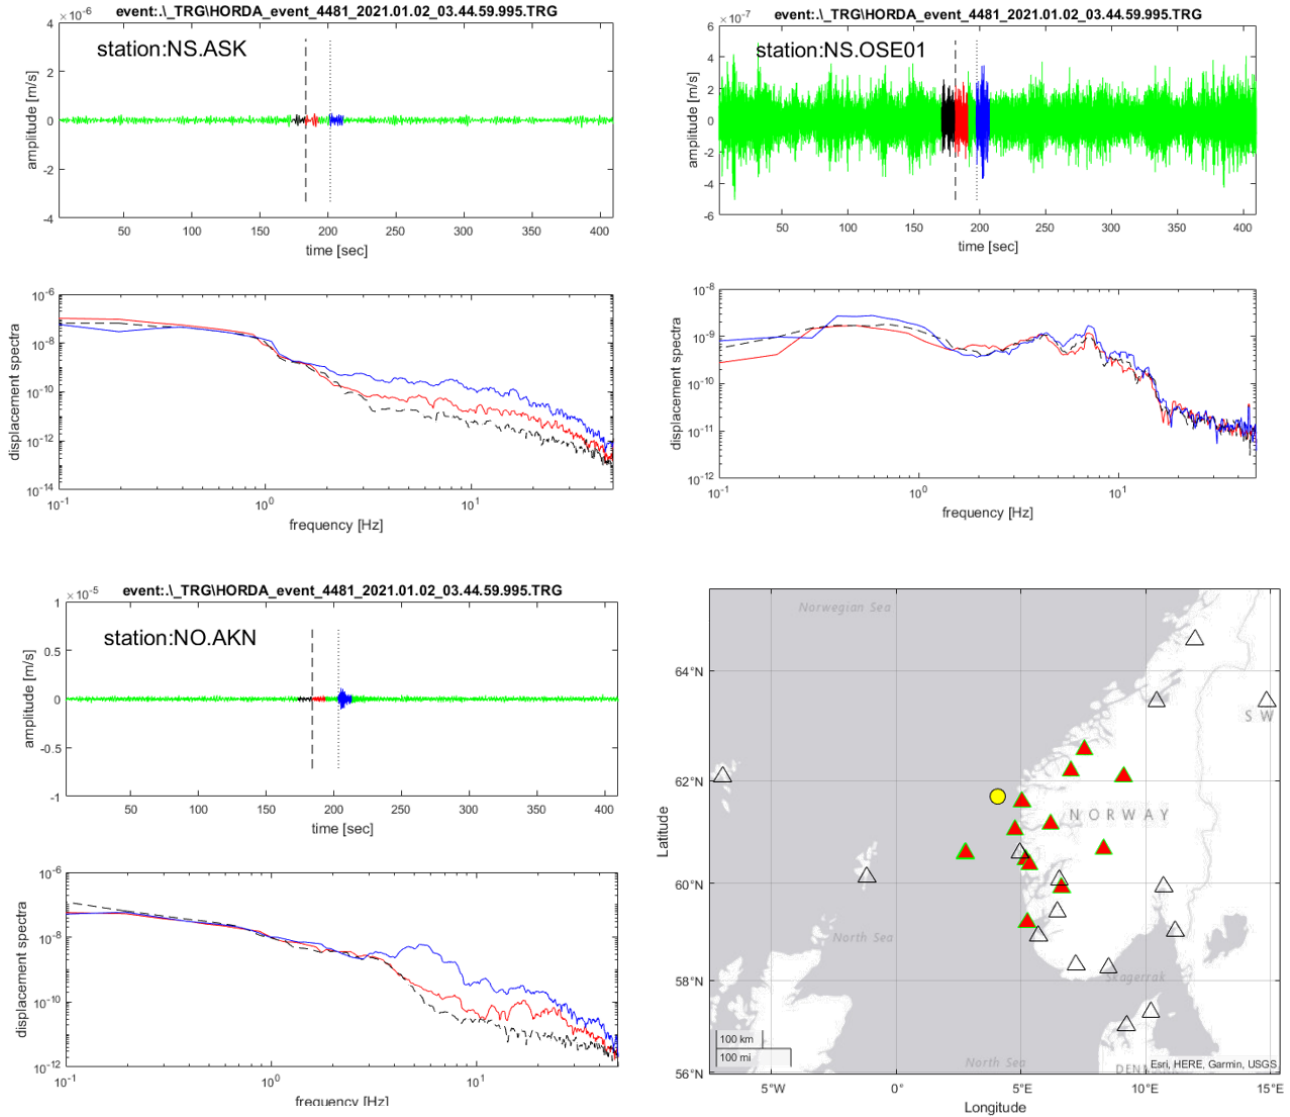 event:.\_TRG\HORDA_event_4481_2021.01.02_03.44.59.995.TRG
×10⁻⁶
station:NS.ASK
amplitude [m/s]
4
2
0
-2
-4
50 100 150 200 250 300 350 400
time [sec]
displacement spectra
10⁻⁶
10⁻⁸
10⁻¹⁰
10⁻¹²
10⁻¹⁴
10⁻¹ 10⁰ 10¹
frequency [Hz]
event:.\_TRG\HORDA_event_4481_2021.01.02_03.44.59.995.TRG
×10⁻⁷
station:NS.OSE01
amplitude [m/s]
6
4
2
0
-2
-4
-6
50 100 150 200 250 300 350 400
time [sec]
displacement spectra
10⁻⁸
10⁻⁹
10⁻¹⁰
10⁻¹¹
10⁻¹²
10⁻¹ 10⁰ 10¹
frequency [Hz]
event:.\_TRG\HORDA_event_4481_2021.01.02_03.44.59.995.TRG
×10⁻⁵
station:NO.AKN
amplitude [m/s]
1
0.5
0
-0.5
-1
50 100 150 200 250 300 350 400
time [sec]
displacement spectra
10⁻⁶
10⁻⁸
10⁻¹⁰
10⁻¹²
10⁻¹ 10⁰ 10¹
frequency [Hz]
Norwegian Sea
64°N
SW
62°N
NORWAY
Latitude
60°N
North Sea
58°N
Skagerrak
100 km
100 mi
North Sea
DENM
Esri, HERE, Garmin, USGS
56°N
5°W 0° 5°E 10°E 15°E
Longitude